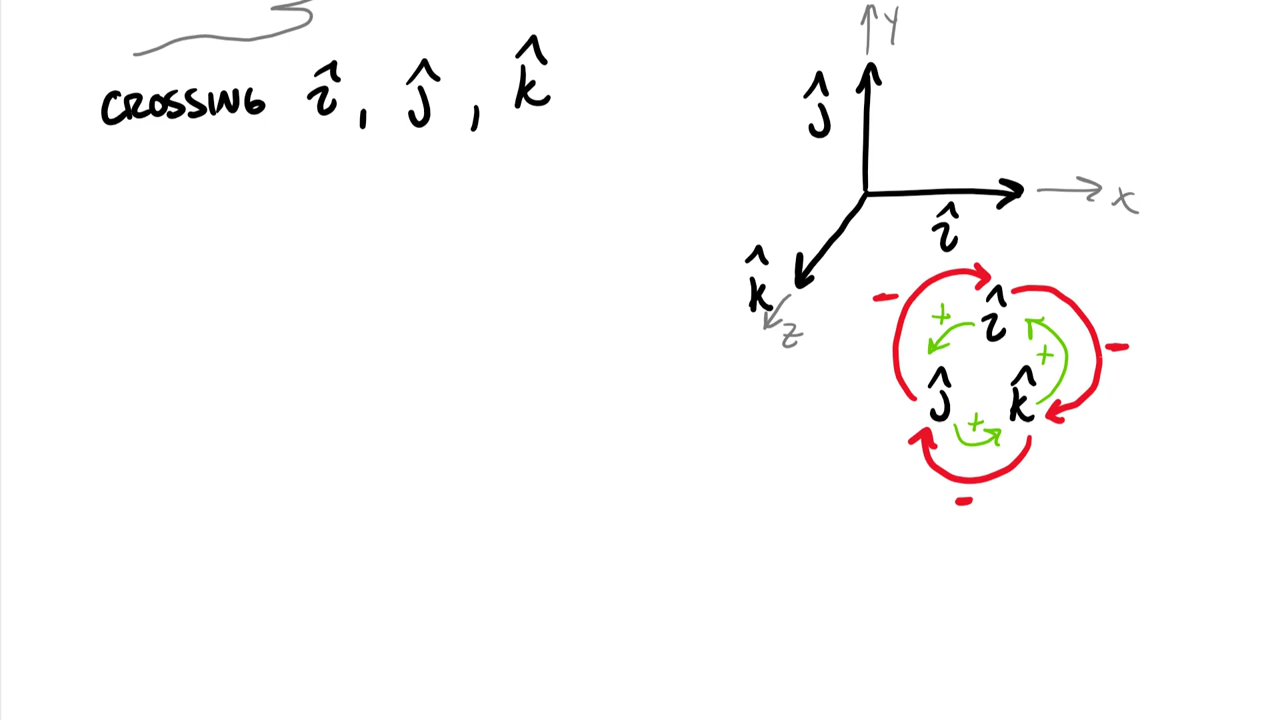 CROSSING î, ĵ, k̂
Y
ĵ
X
î
k̂
Z
-
î
+
+
-
ĵ
k̂
+
-